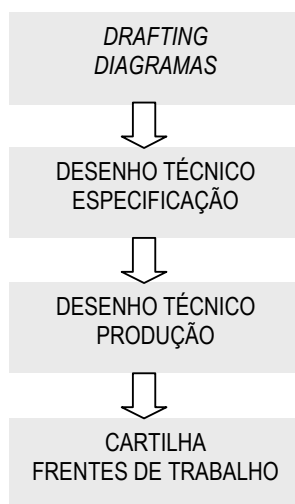 DRAFTING
DIAGRAMAS
DESENHO TÉCNICO
ESPECIFICAÇÃO
DESENHO TÉCNICO
PRODUÇÃO
CARTILHA
FRENTES DE TRABALHO